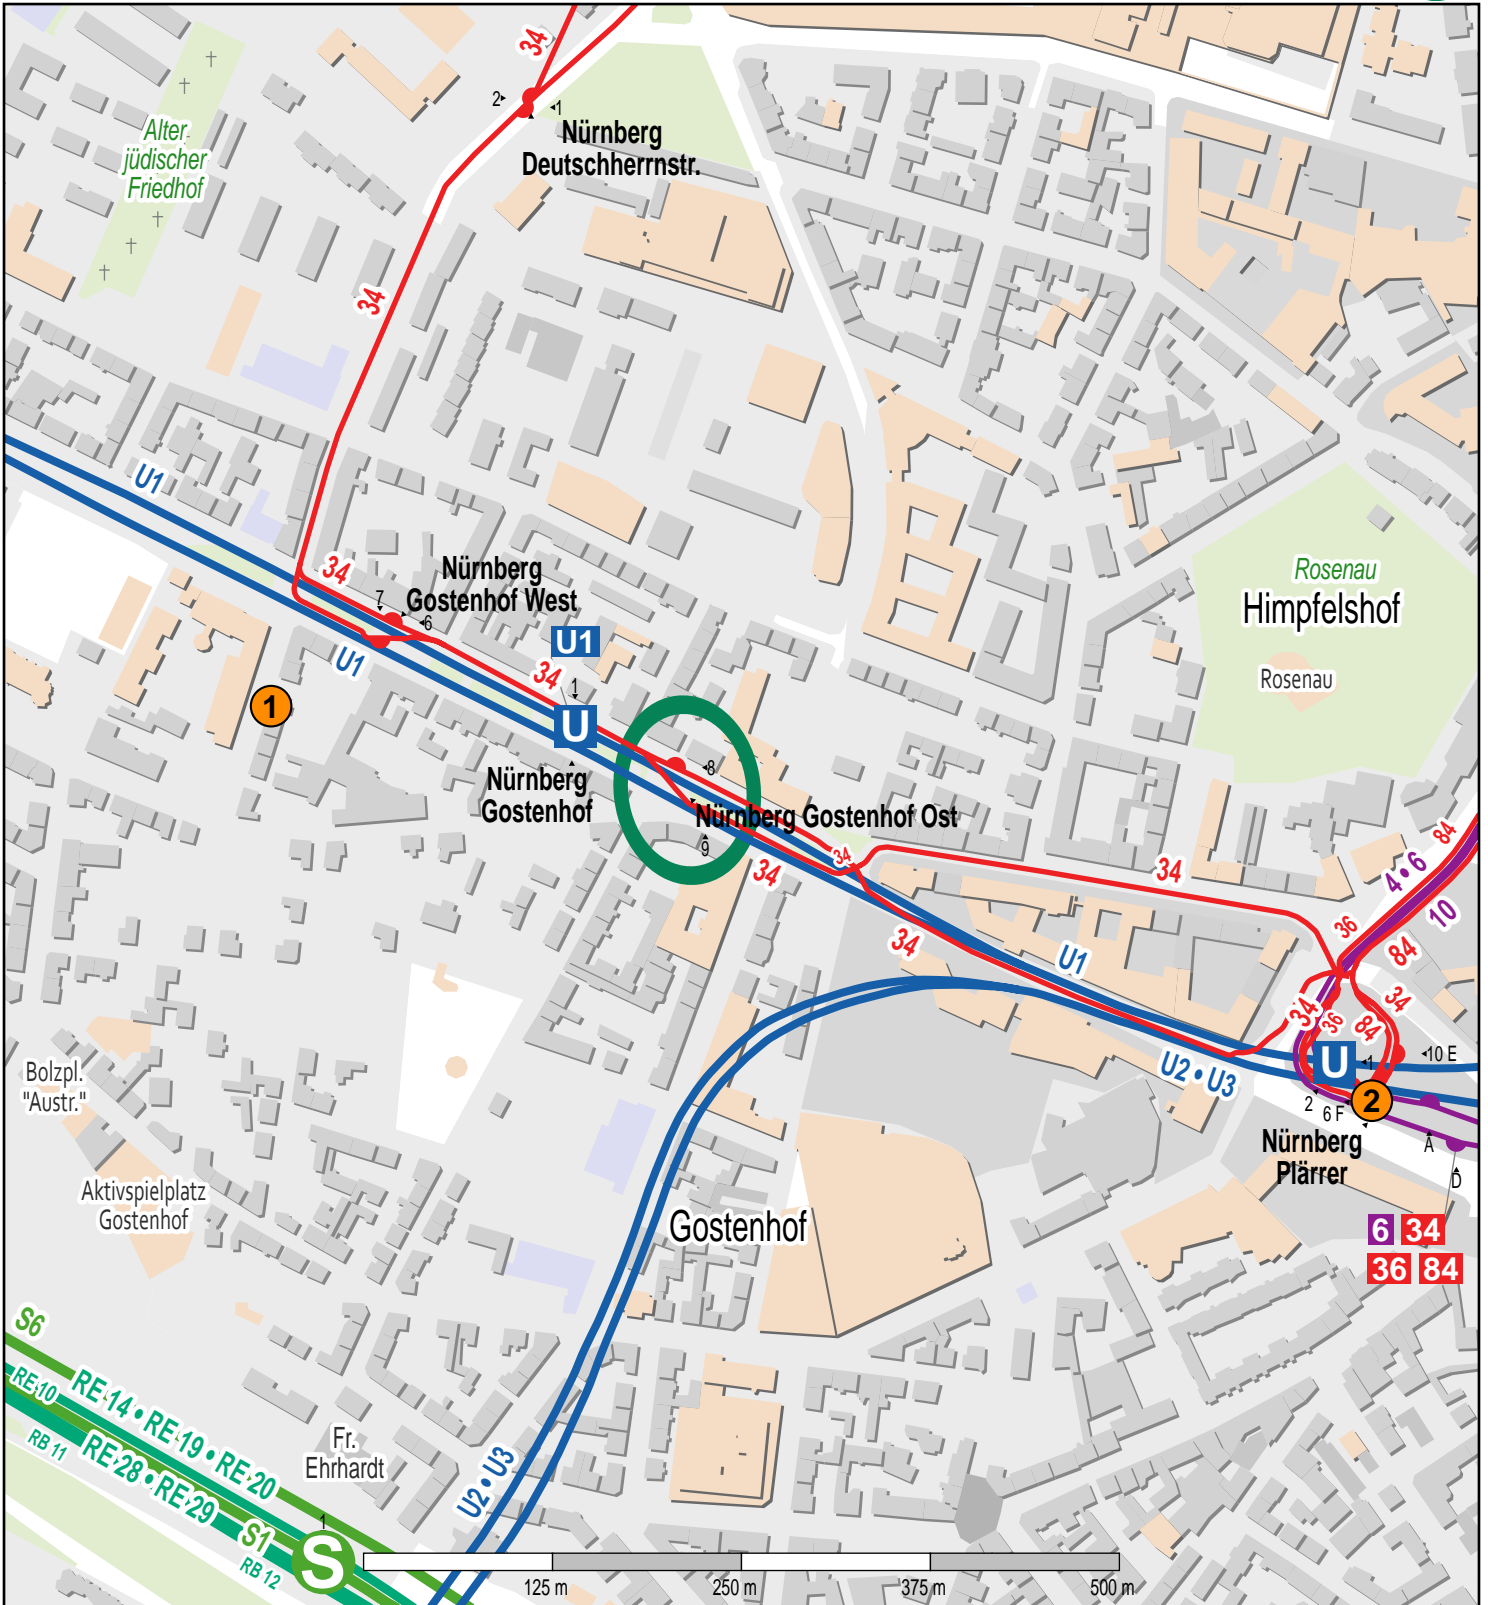 34
2
1
Nürnberg
Deutschherrnstr.
Alter
jüdischer
Friedhof
34
U1
34
Nürnberg
Gostenhof West
7
6
U1
U1
34
1
1
U
Nürnberg
Gostenhof
8
Nürnberg Gostenhof Ost
9
34
34
34
34
Rosenau
Himpfelshof
Rosenau
84
4 • 6
10
36
84
34
34
36
84
U1
U2 • U3
U
1
10 E
2
6 F
2
A
D
Nürnberg
Plärrer
6 34
36 84
Bolzpl.
"Austr."
Aktivspielplatz
Gostenhof
Gostenhof
S6
RE 10
RE 14 • RE 19 • RE 20
RB 11
RE 28 • RE 29
S1
RB 12
Fr.
Ehrhardt
1
S
U2 • U3
125 m
250 m
375 m
500 m